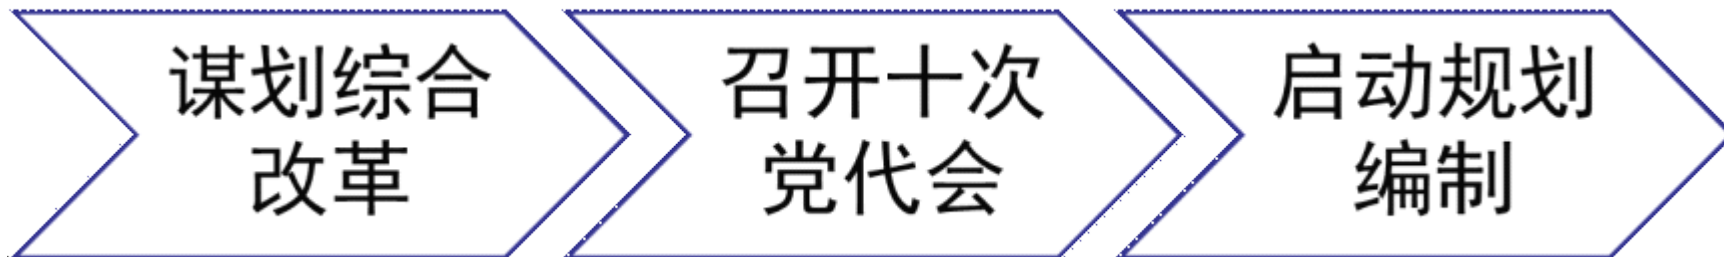 谋划综合
改革
召开十次
党代会
启动规划
编制